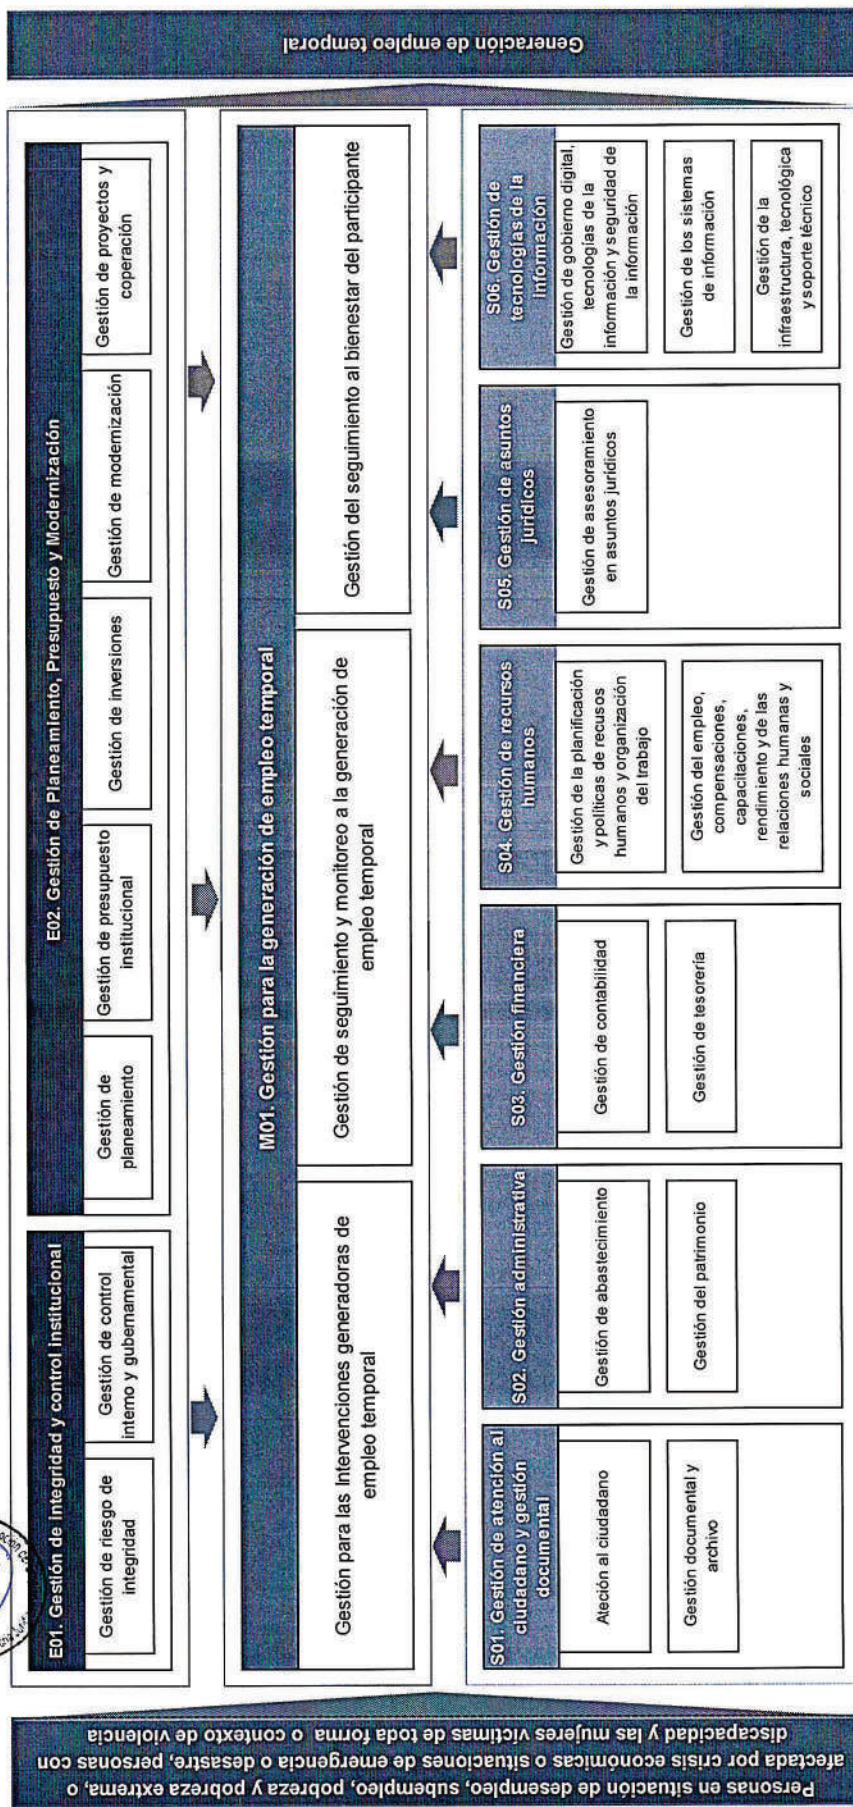 Personas en situación de desempleo, subempleo, pobreza y pobreza extrema, o
afectada por crisis económicas o situaciones de emergencia o desastre, personas con
discapacidad y las mujeres víctimas de toda forma o contexto de violencia
E01. Gestión de integridad y control institucional
Gestión de riesgo de
integridad
Gestión de control
interno y gubernamental
E02. Gestión de Planeamiento, Presupuesto y Modernización
Gestión de
planeamiento
Gestión de presupuesto
institucional
Gestión de inversiones
Gestión de modernización
Gestión de proyectos y
coperación
M01. Gestión para la generación de empleo temporal
Gestión para las Intervenciones generadoras de
empleo temporal
Gestión de seguimiento y monitoreo a la generación de
empleo temporal
Gestión del seguimiento al bienestar del participante
S01. Gestión de atención al
ciudadano y gestión
documental
Ateción al ciudadano
Gestión documental y
archivo
S02. Gestión administrativa
Gestión de abastecimiento
Gestión del patrimonio
S03. Gestión financiera
Gestión de contabilidad
Gestión de tesorería
S04. Gestión de recursos
humanos
Gestión de la planificación
y políticas de recusos
humanos y organización
del trabajo
Gestión del empleo,
compensaciones,
capacitaciones,
rendimiento y de las
relaciones humanas y
sociales
S05. Gestión de asuntos
jurídicos
Gestión de asesoramiento
en asuntos jurídicos
S06. Gestión de
tecnologías de la
información
Gestión de gobierno digital,
tecnologías de la
información y seguridad de
la información
Gestión de los sistemas
de información
Gestión de la
infraestructura, tecnológica
y soporte técnico
Generación de empleo temporal